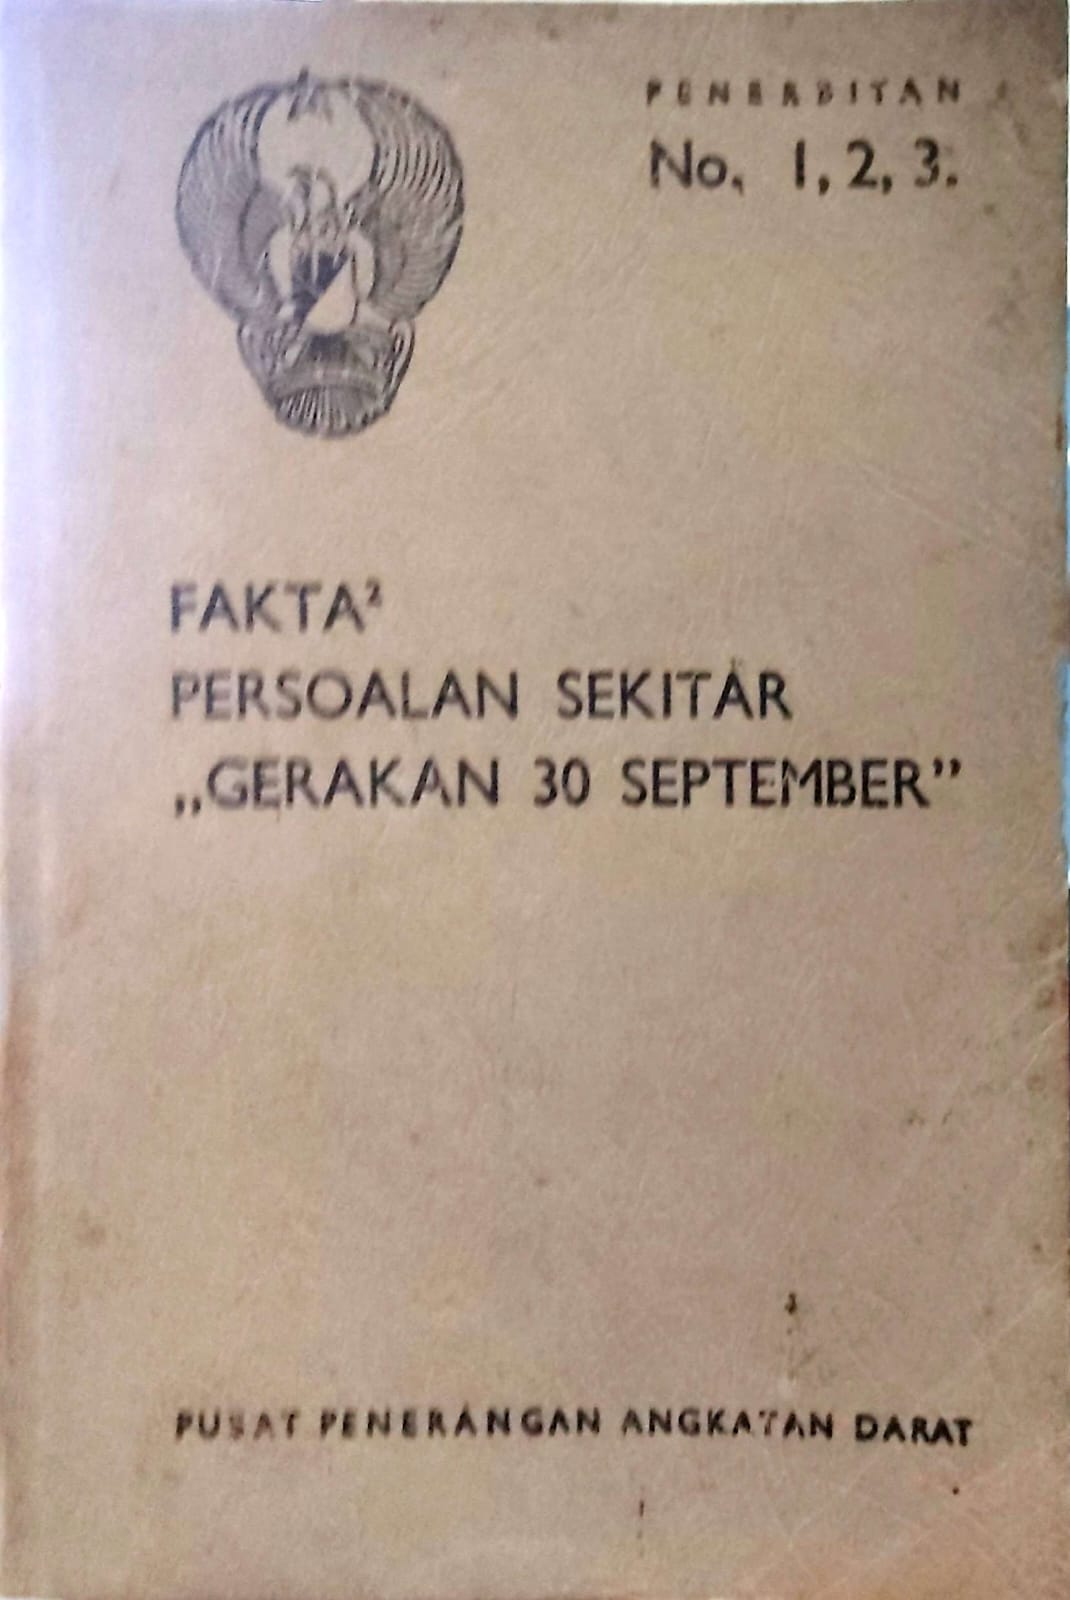 PENERBITAN
No. 1, 2, 3.
FAKTA²
PERSOALAN SEKITAR
„GERAKAN 30 SEPTEMBER”
PUSAT PENERANGAN ANGKATAN DARAT